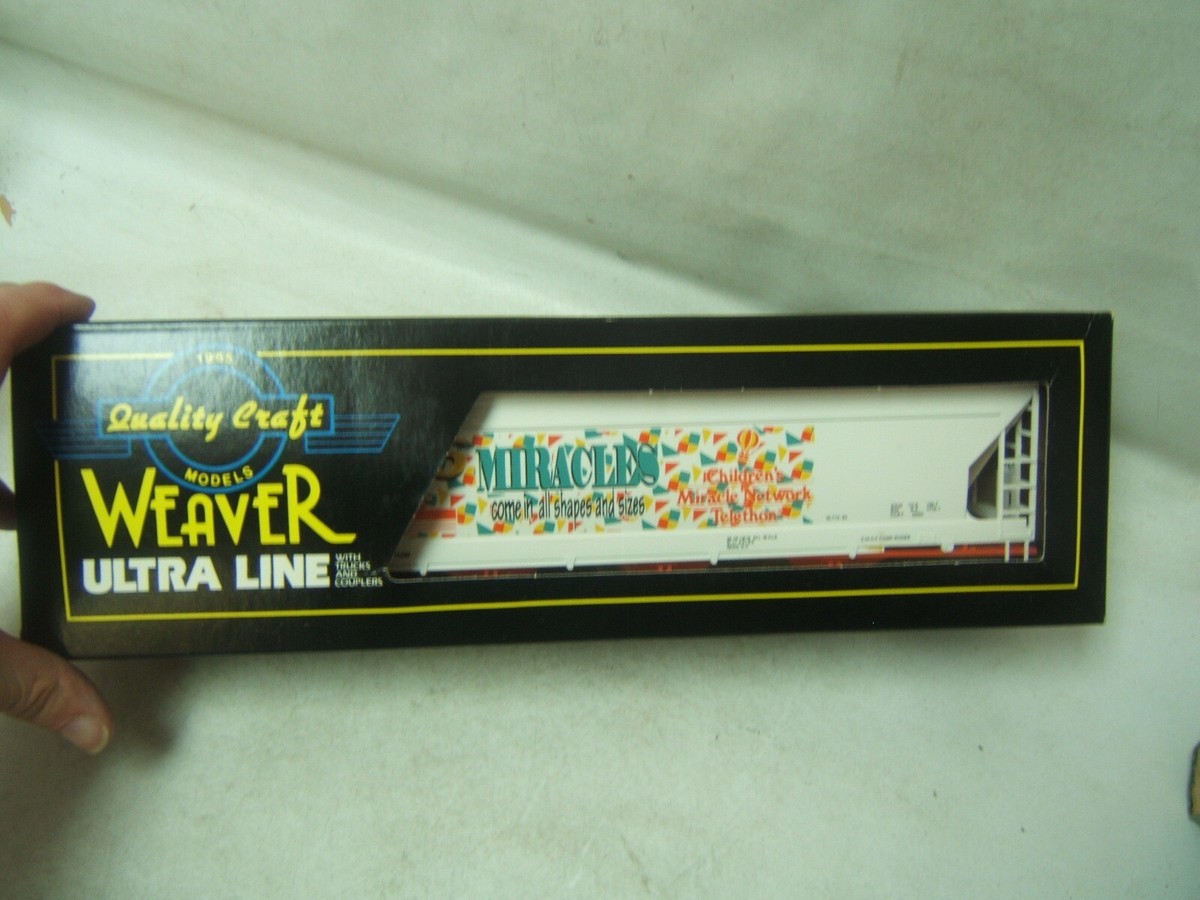 1965
Quality Craft
MODELS
WEAVER
ULTRA LINE
WITH
TRUCKS
AND
COUPLERS
MIRACLES
come in all shapes and sizes
Children's
Miracle Network
Telethon